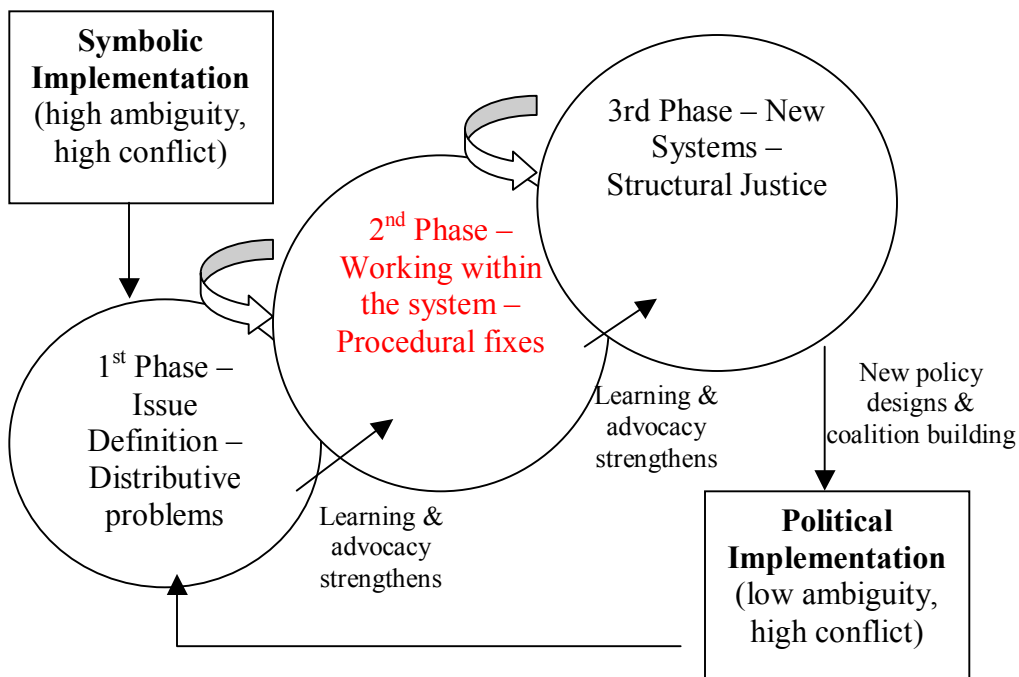 Symbolic
Implementation
(high ambiguity,
high conflict)
1st Phase –
Issue
Definition –
Distributive
problems
Learning &
advocacy
strengthens
2nd Phase –
Working within
the system –
Procedural fixes
Learning &
advocacy
strengthens
3rd Phase – New
Systems –
Structural Justice
New policy
designs &
coalition building
Political
Implementation
(low ambiguity,
high conflict)